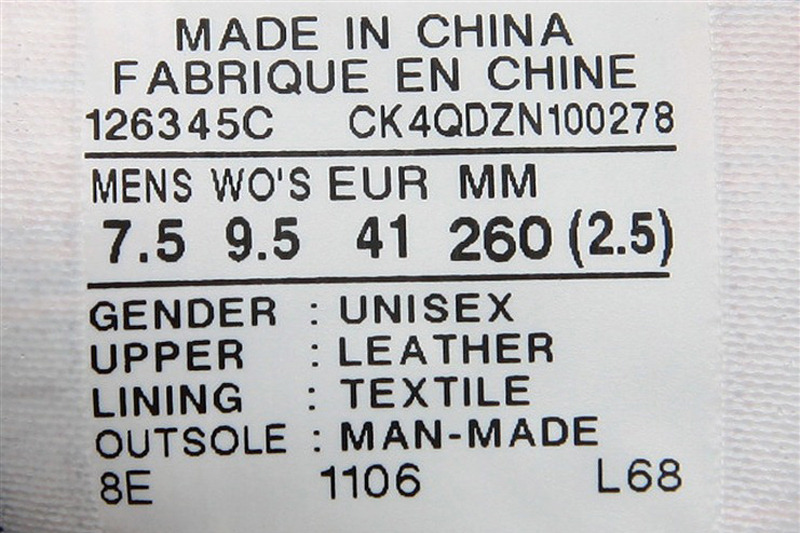 MADE IN CHINA
FABRIQUE EN CHINE
126345C CK4QDZN100278
MENS WO'S EUR MM
7.5 9.5 41 260 (2.5)
GENDER : UNISEX
UPPER : LEATHER
LINING : TEXTILE
OUTSOLE : MAN-MADE
8E 1106 L68